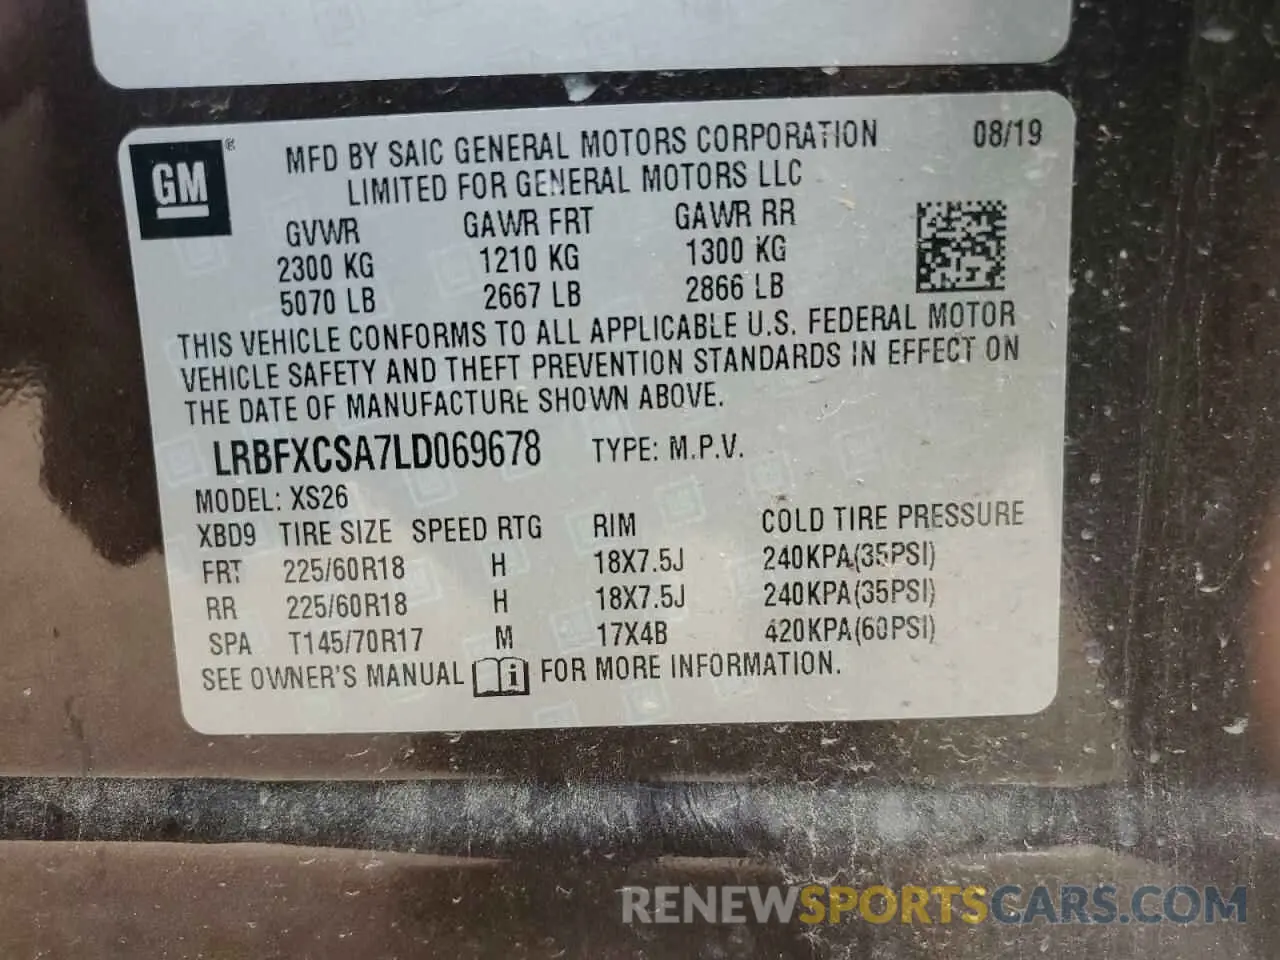 GM®
MFD BY SAIC GENERAL MOTORS CORPORATION 08/19
LIMITED FOR GENERAL MOTORS LLC
GVWR GAWR FRT GAWR RR
2300 KG 1210 KG 1300 KG
5070 LB 2667 LB 2866 LB
THIS VEHICLE CONFORMS TO ALL APPLICABLE U.S. FEDERAL MOTOR
VEHICLE SAFETY AND THEFT PREVENTION STANDARDS IN EFFECT ON
THE DATE OF MANUFACTURE SHOWN ABOVE.
LRBFXCSA7LD069678 TYPE: M.P.V.
MODEL: XS26
XBD9 TIRE SIZE SPEED RTG RIM COLD TIRE PRESSURE
FRT 225/60R18 H 18X7.5J 240KPA(35PSI)
RR 225/60R18 H 18X7.5J 240KPA(35PSI)
SPA T145/70R17 M 17X4B 420KPA(60PSI)
SEE OWNER'S MANUAL i FOR MORE INFORMATION.
RENEWSPORTSCARS.COM